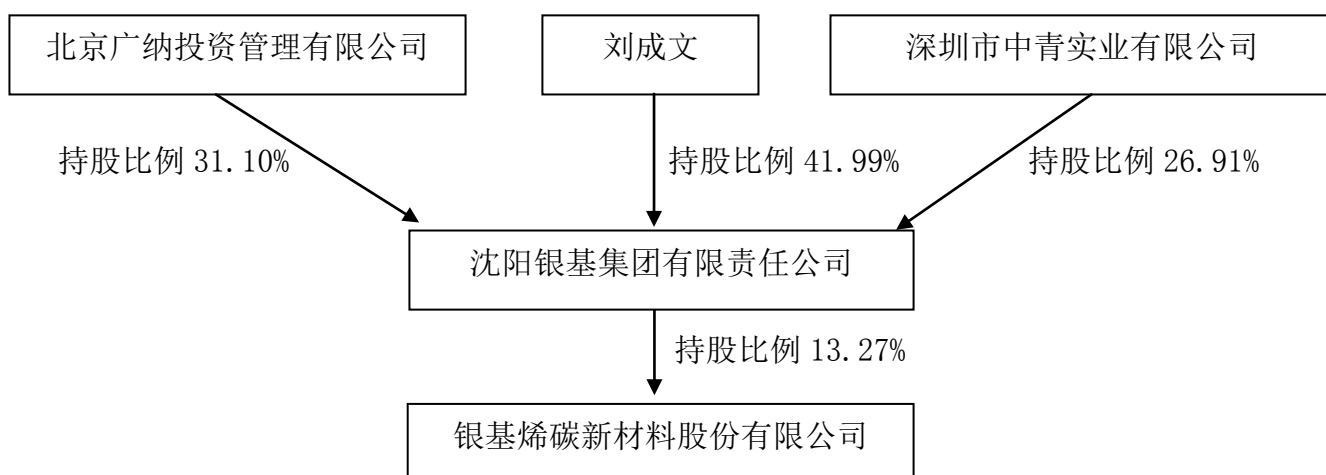 北京广纳投资管理有限公司
刘成文
深圳市中青实业有限公司
持股比例 31.10%
持股比例 41.99%
持股比例 26.91%
沈阳银基集团有限责任公司
持股比例 13.27%
银基烯碳新材料股份有限公司